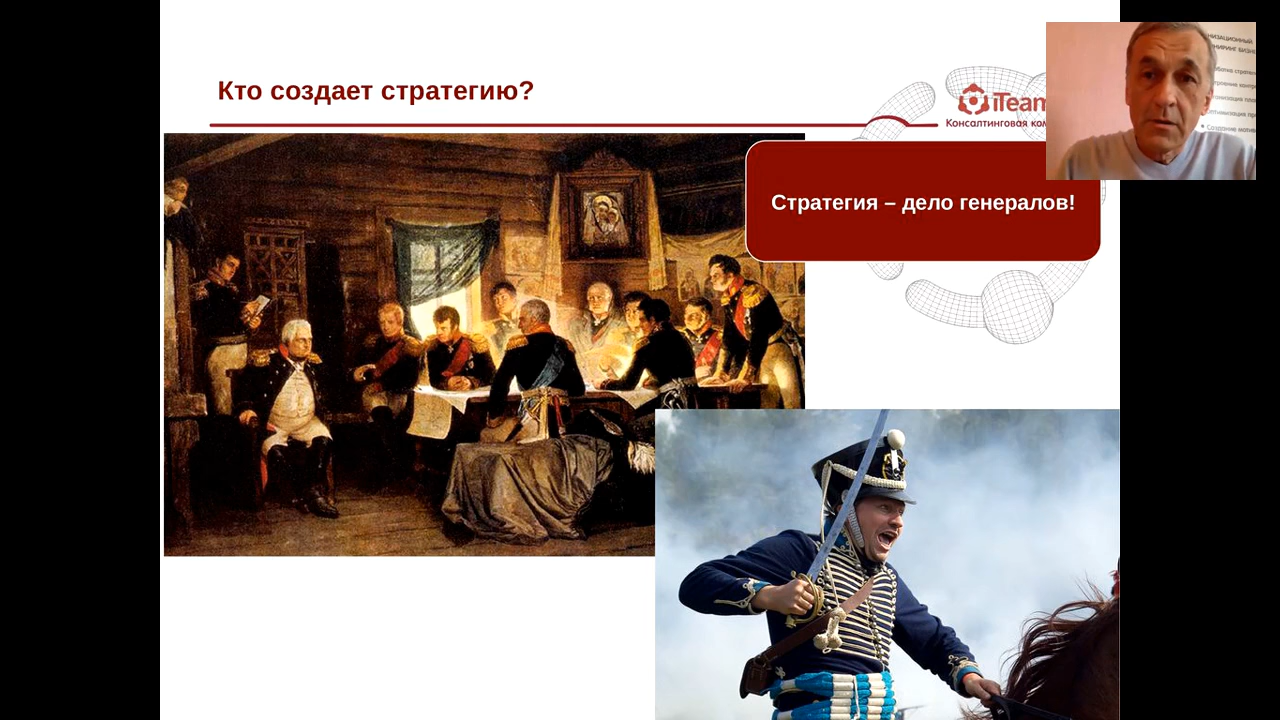 Кто создает стратегию?
iTeam
Консалтинговая ком
Стратегия – дело генералов!